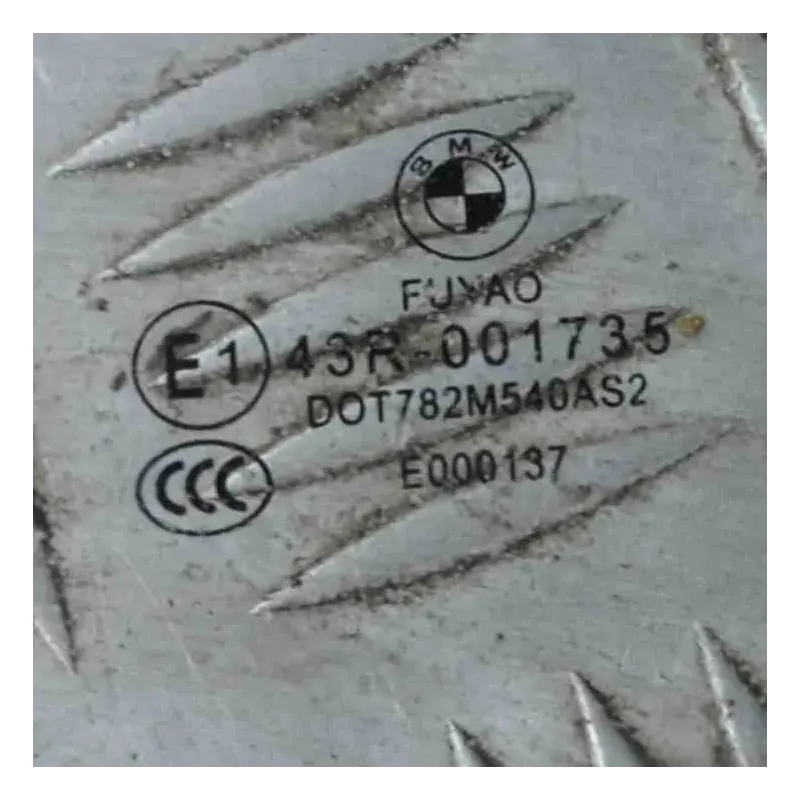 BMW
FUYAO
E1 43R-001735
DOT782M540AS2
CCC E000137